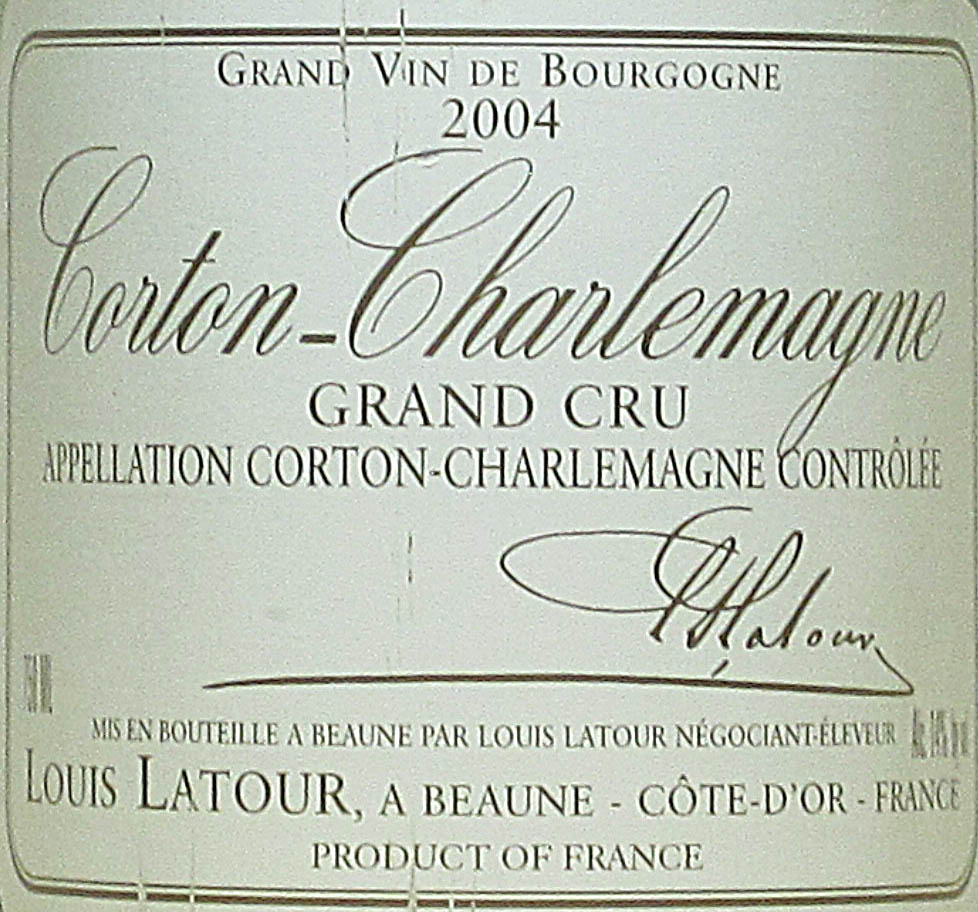 GRAND VIN DE BOURGOGNE
2004
Corton-Charlemagne
GRAND CRU
APPELLATION CORTON-CHARLEMAGNE CONTRÔLÉE
Latour
MIS EN BOUTEILLE A BEAUNE PAR LOUIS LATOUR NÉGOCIANT-ÉLEVEUR
LOUIS LATOUR, A BEAUNE - CÔTE-D'OR - FRANCE
PRODUCT OF FRANCE